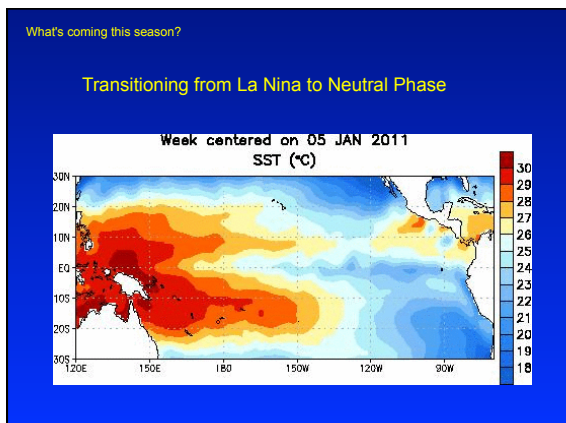 What's coming this season?
Transitioning from La Nina to Neutral Phase
Week centered on 05 JAN 2011
SST (°C)
30N
20N
10N
EQ
10S
20S
30S
120E 150E 180 150W 120W 90W
30
29
28
27
26
25
24
23
22
21
20
19
18